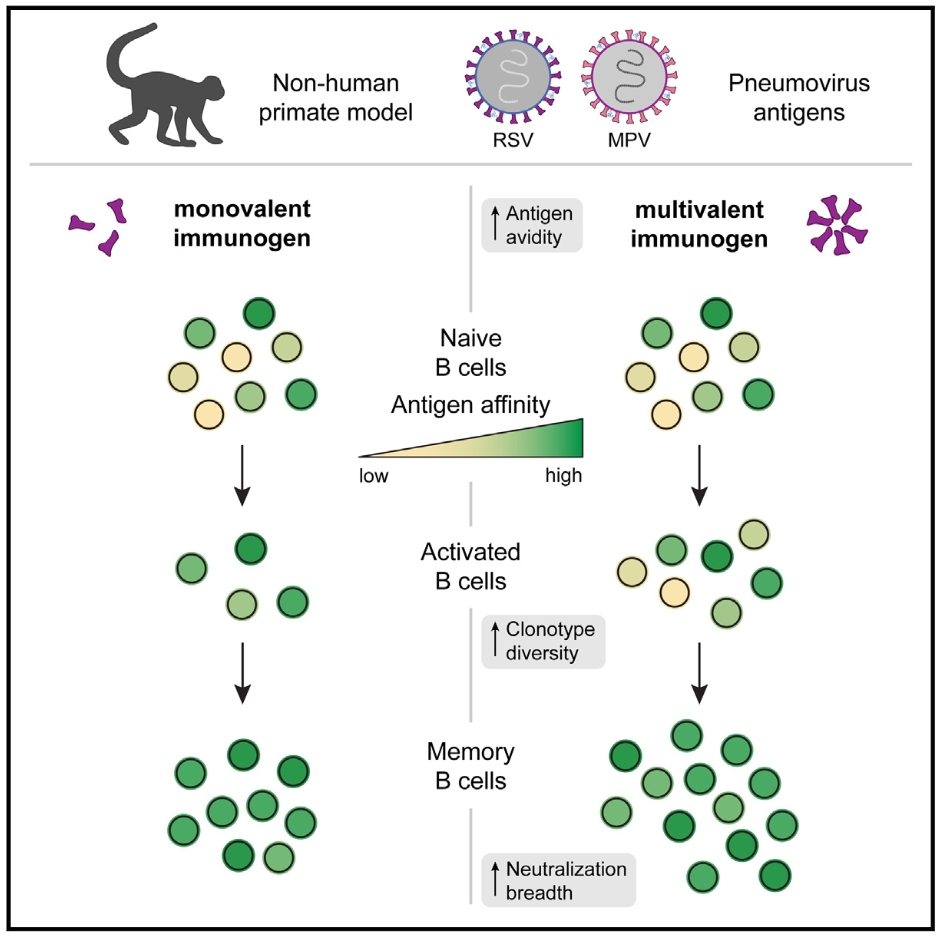 Non-human
primate model
RSV
MPV
Pneumovirus
antigens
monovalent
immunogen
↑ Antigen
avidity
multivalent
immunogen
Naive
B cells
Antigen affinity
low
high
Activated
B cells
↑ Clonotype
diversity
Memory
B cells
↑ Neutralization
breadth